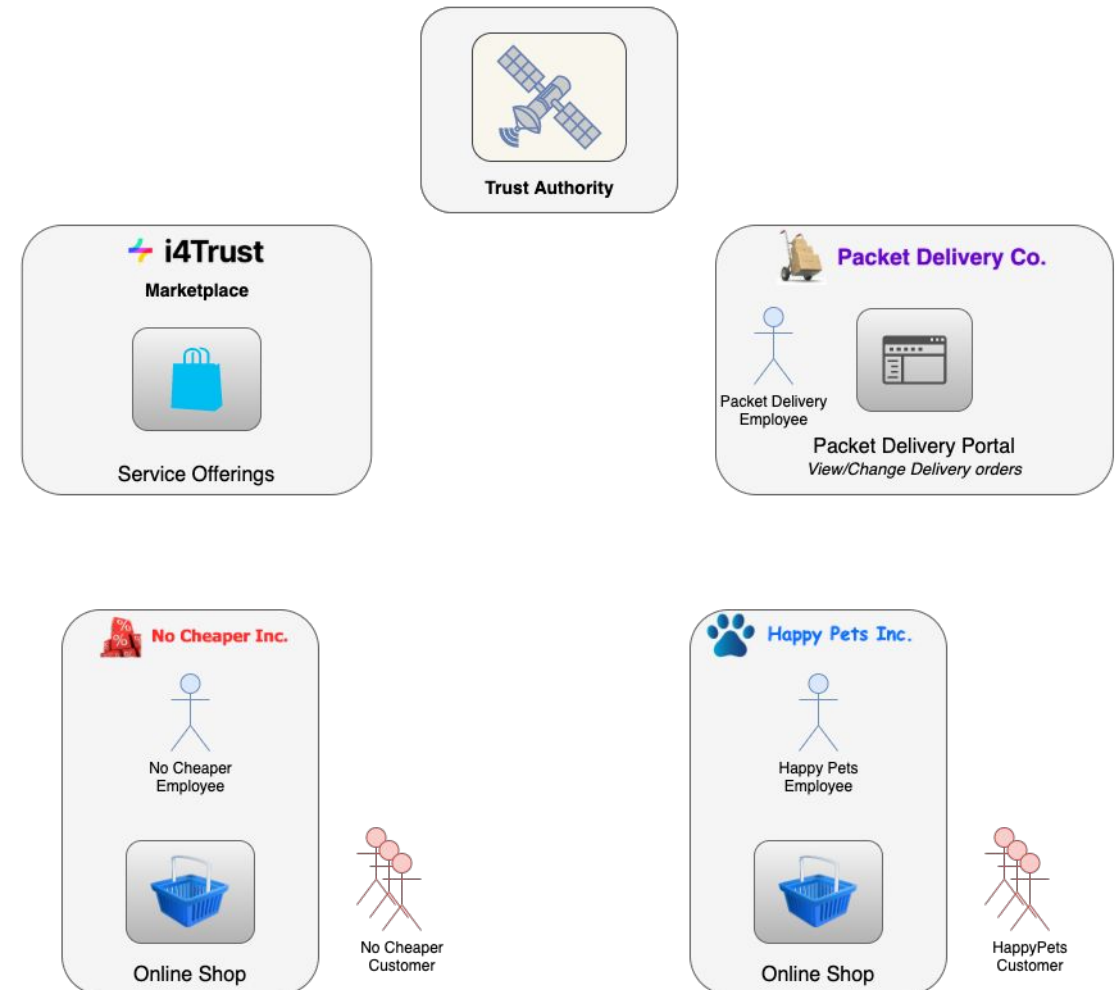 Trust Authority
i4Trust
Marketplace
Service Offerings
Packet Delivery Co.
Packet Delivery
Employee
Packet Delivery Portal
View/Change Delivery orders
% 
%
No Cheaper Inc.
No Cheaper
Employee
Online Shop
No Cheaper
Customer
Happy Pets Inc.
Happy Pets
Employee
Online Shop
HappyPets
Customer